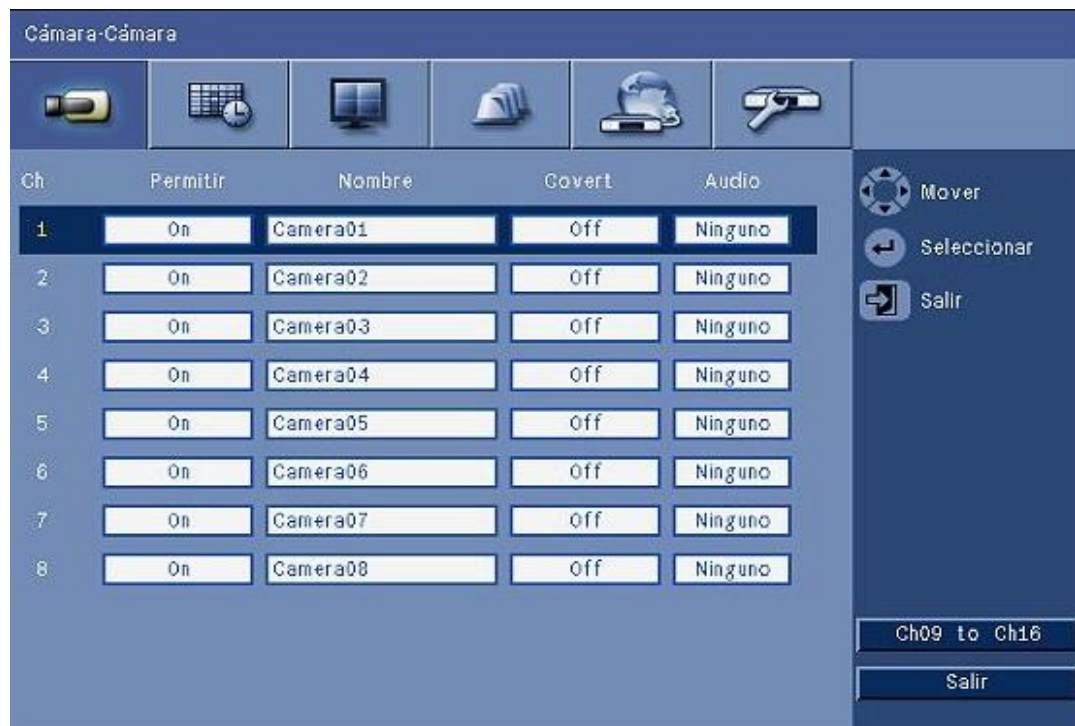 Cámara-Cámara
Ch Permitir Nombre Covert Audio
1 On Camera01 Off Ninguno
2 On Camera02 Off Ninguno
3 On Camera03 Off Ninguno
4 On Camera04 Off Ninguno
5 On Camera05 Off Ninguno
6 On Camera06 Off Ninguno
7 On Camera07 Off Ninguno
8 On Camera08 Off Ninguno
Mover
Seleccionar
Salir
Ch09 to Ch16
Salir